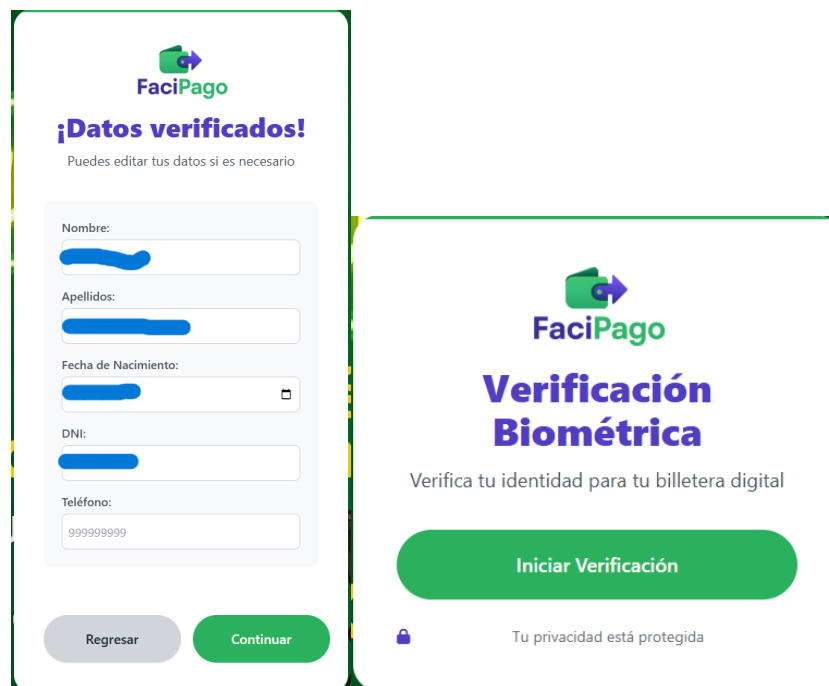 FaciPago
¡Datos verificados!
Puedes editar tus datos si es necesario
Nombre:
Apellidos:
Fecha de Nacimiento:
DNI:
Teléfono:
999999999
Regresar
Continuar
FaciPago
Verificación
Biométrica
Verifica tu identidad para tu billetera digital
Iniciar Verificación
Tu privacidad está protegida